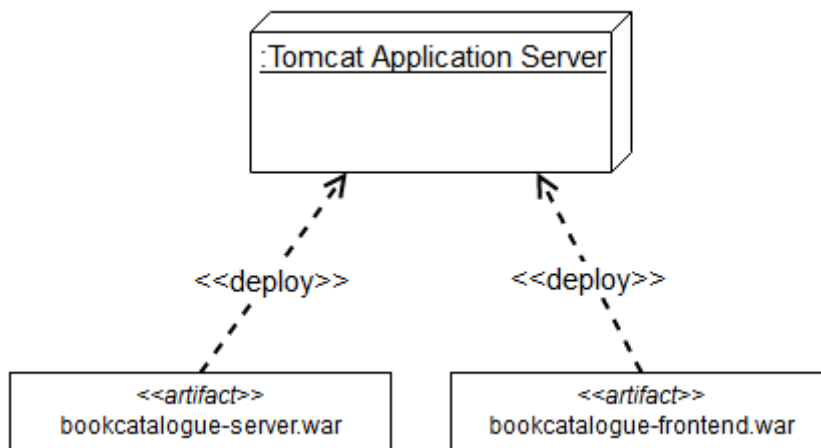 :Tomcat Application Server
<<deploy>>
<<deploy>>
<<artifact>>
bookcatalogue-server.war
<<artifact>>
bookcatalogue-frontend.war